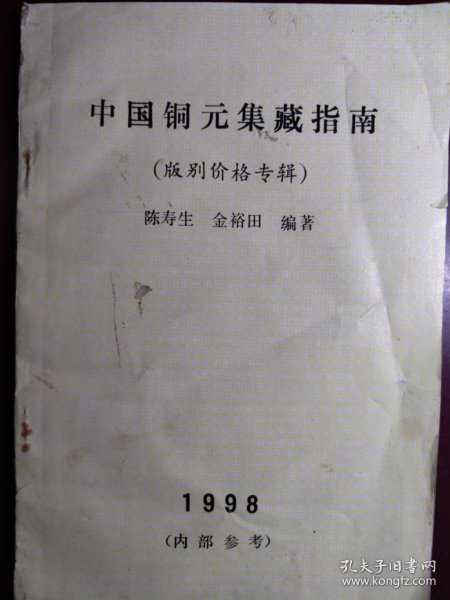 中国铜元集藏指南
(版别价格专辑)
陈寿生 金裕田 编著
1998
(内部参考)
孔夫子旧书网
www.kongfz.com